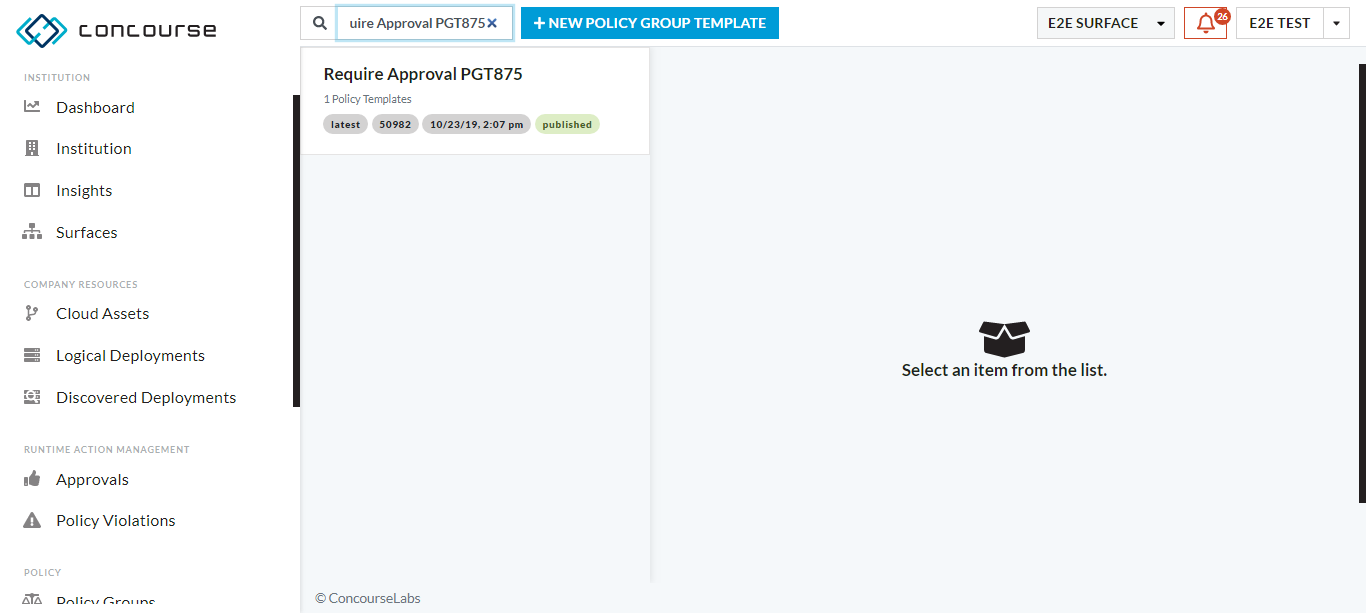 concourse
uire Approval PGT875
NEW POLICY GROUP TEMPLATE
E2E SURFACE
26
E2E TEST
INSTITUTION
Dashboard
Institution
Insights
Surfaces
COMPANY RESOURCES
Cloud Assets
Logical Deployments
Discovered Deployments
RUNTIME ACTION MANAGEMENT
Approvals
Policy Violations
POLICY
Policy Groups
Require Approval PGT875
1 Policy Templates
latest 50982 10/23/19, 2:07 pm published
Select an item from the list.
© ConcourseLabs